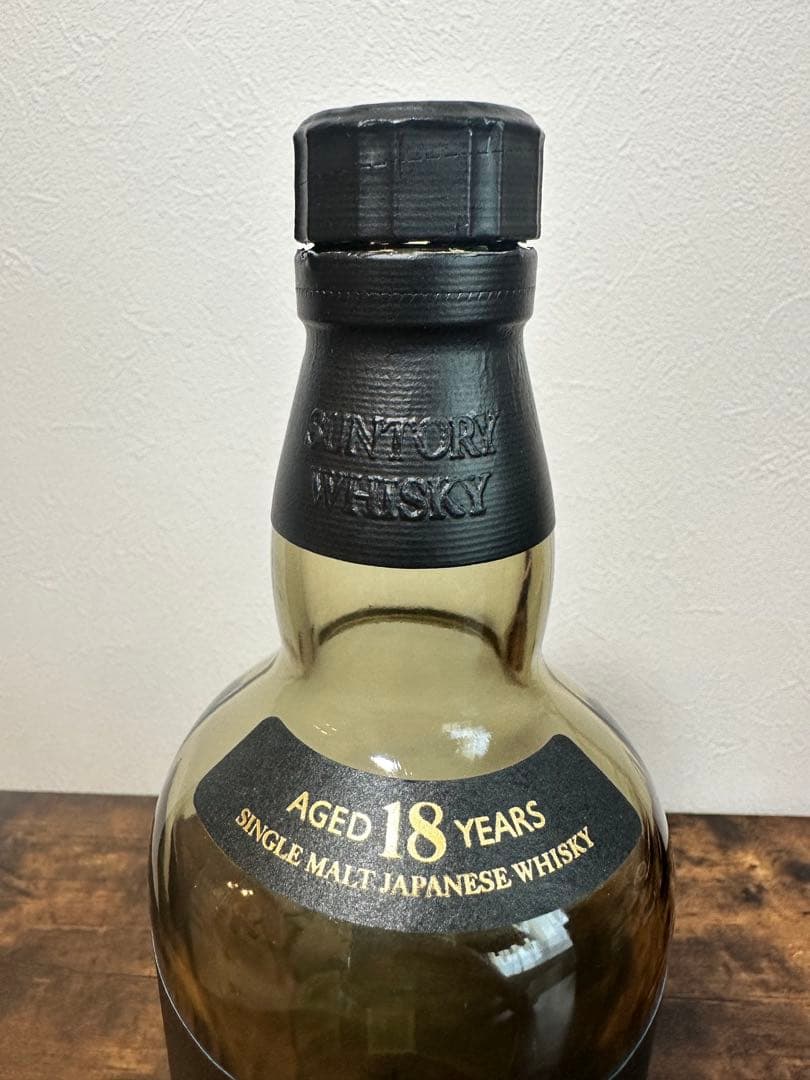 SUNTORY
WHISKY
AGED 18 YEARS
SINGLE MALT JAPANESE WHISKY